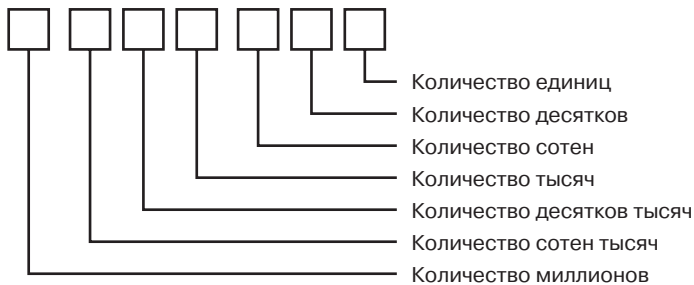 Количество единиц
Количество десятков
Количество сотен
Количество тысяч
Количество десятков тысяч
Количество сотен тысяч
Количество миллионов